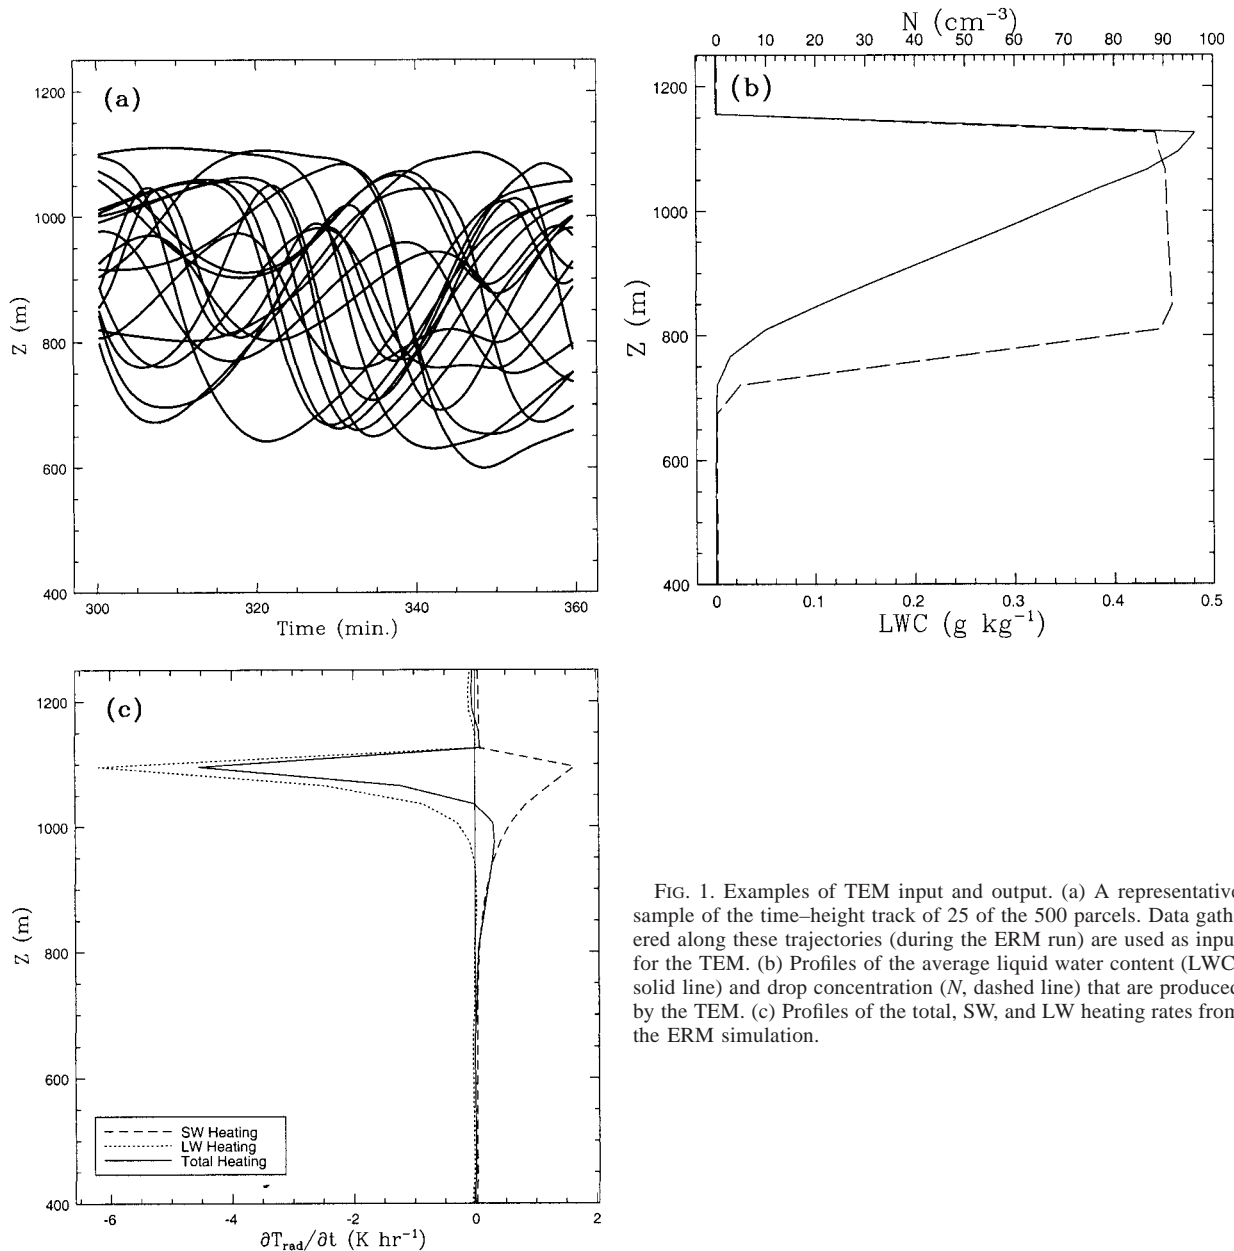 (a)
1200
1000
800
600
400
Z (m)
300
320
340
360
Time (min.)
N (cm⁻³)
0 10 20 30 40 50 60 70 80 90 100
(b)
1200
1000
800
600
400
Z (m)
0 0.1 0.2 0.3 0.4 0.5
LWC (g kg⁻¹)
(c)
1200
1000
800
600
400
Z (m)
SW Heating
LW Heating
Total Heating
-6 -4 -2 0 2
∂T_rad/∂t (K hr⁻¹)
FIG. 1. Examples of TEM input and output. (a) A representative
sample of the time–height track of 25 of the 500 parcels. Data gath-
ered along these trajectories (during the ERM run) are used as input
for the TEM. (b) Profiles of the average liquid water content (LWC,
solid line) and drop concentration (N, dashed line) that are produced
by the TEM. (c) Profiles of the total, SW, and LW heating rates from
the ERM simulation.